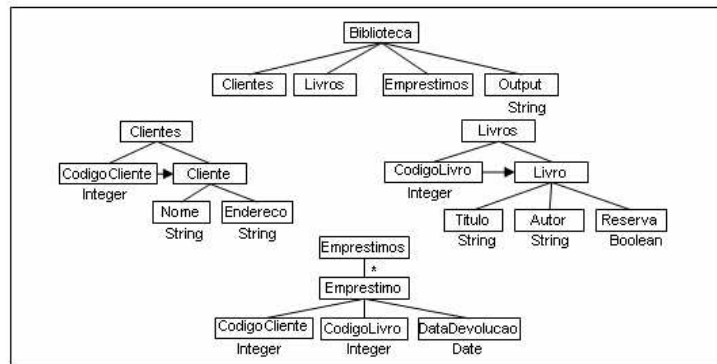 Biblioteca
Clientes Livros Emprestimos Output
String
Clientes Livros
CodigoCliente Cliente CodigoLivro Livro
Integer Integer
Nome Endereco Titulo Autor Reserva
String String String String Boolean
Emprestimos
*
Emprestimo
CodigoCliente CodigoLivro DataDevolucao
Integer Integer Date